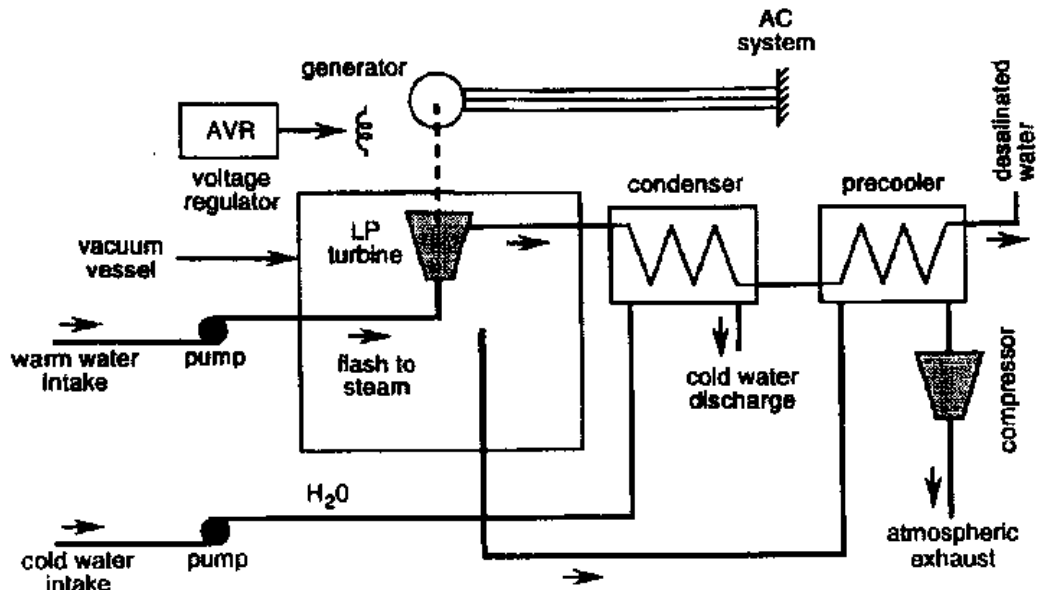 AC
system
generator
AVR
voltage
regulator
desalinated
water
condenser
precooler
LP
turbine
vacuum
vessel
pump
warm water
intake
flash to
steam
cold water
discharge
compressor
H₂0
pump
cold water
intake
atmospheric
exhaust